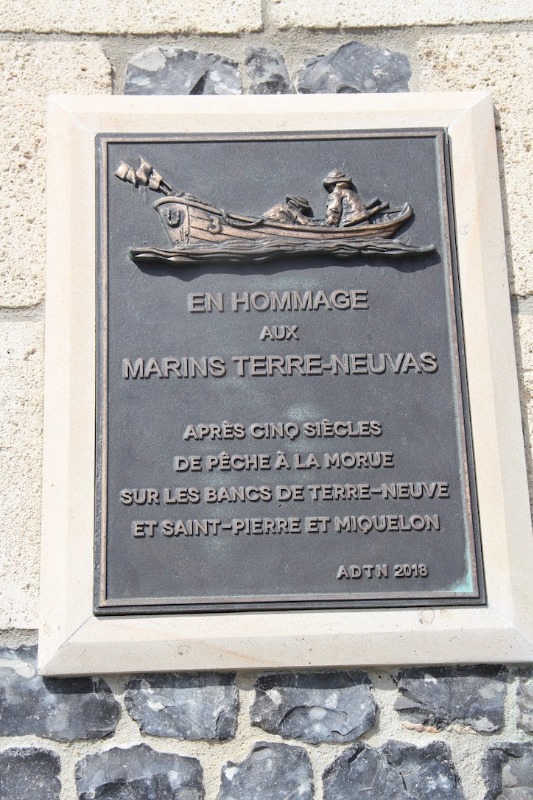 3
EN HOMMAGE
AUX
MARINS TERRE-NEUVAS
APRÈS CINQ SIÈCLES
DE PÊCHE À LA MORUE
SUR LES BANCS DE TERRE-NEUVE
ET SAINT-PIERRE ET MIQUELON
ADTN 2018